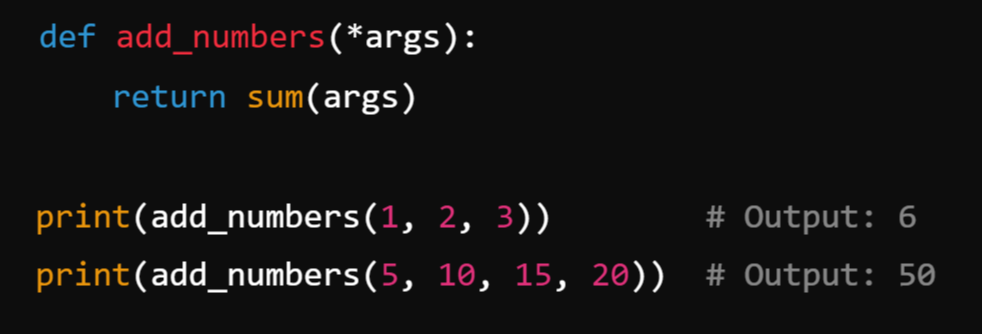 def add_numbers(*args):
    return sum(args)
print(add_numbers(1, 2, 3))        # Output: 6
print(add_numbers(5, 10, 15, 20))  # Output: 50